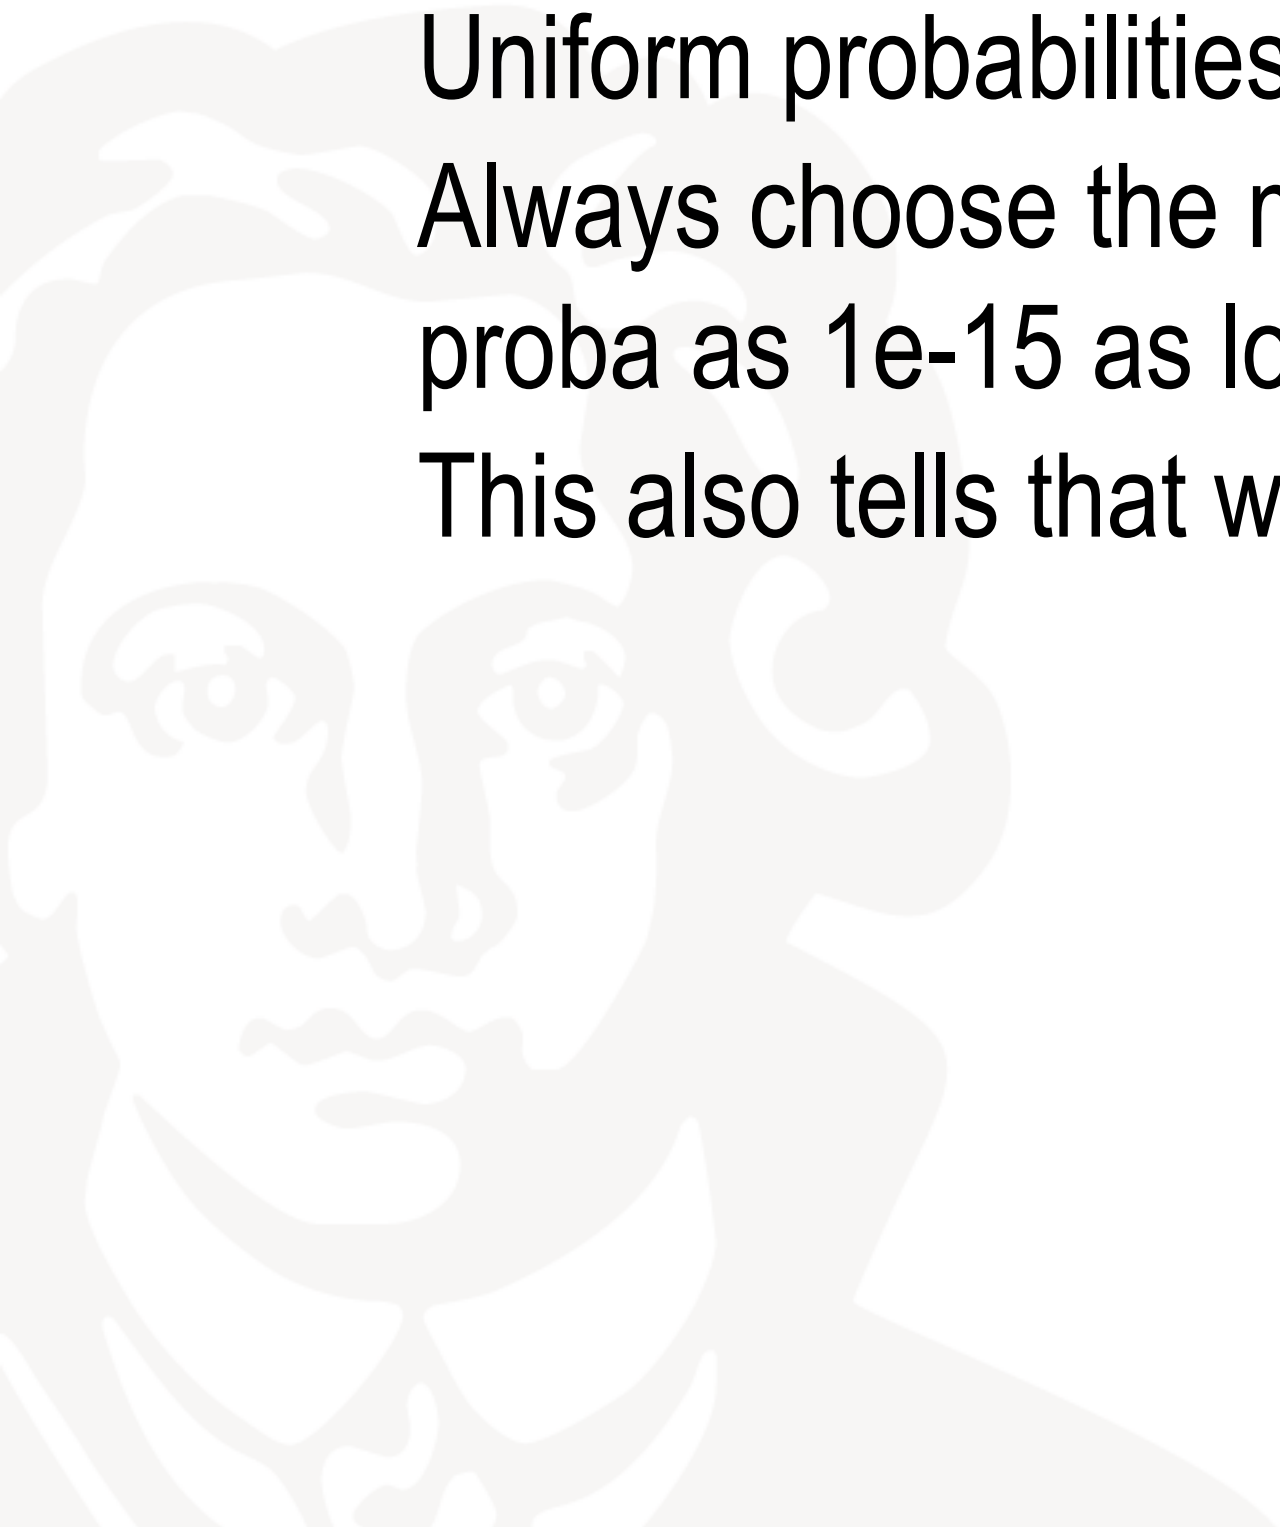 Uniform probabilities
Always choose the
proba as 1e-15 as
This also tells that